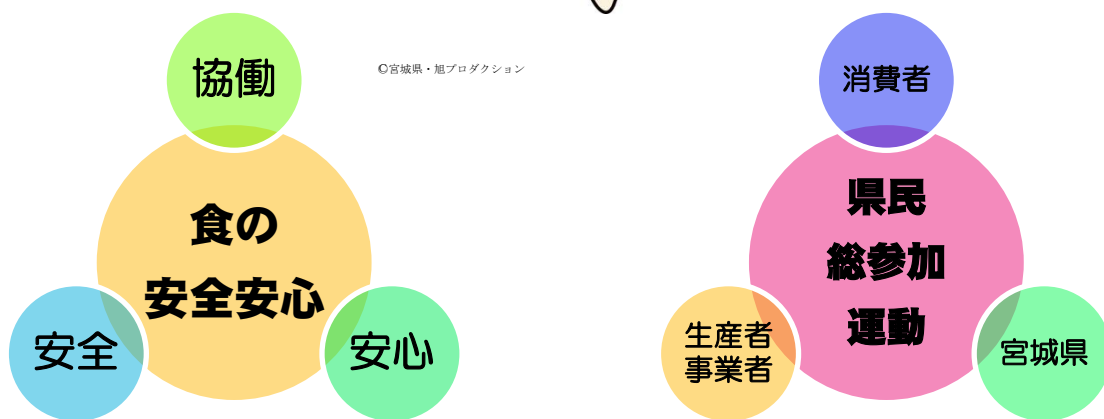 協働
©宮城県・旭プロダクション
食の
安全安心
安全
安心
消費者
県民
総参加
運動
生産者
事業者
宮城県